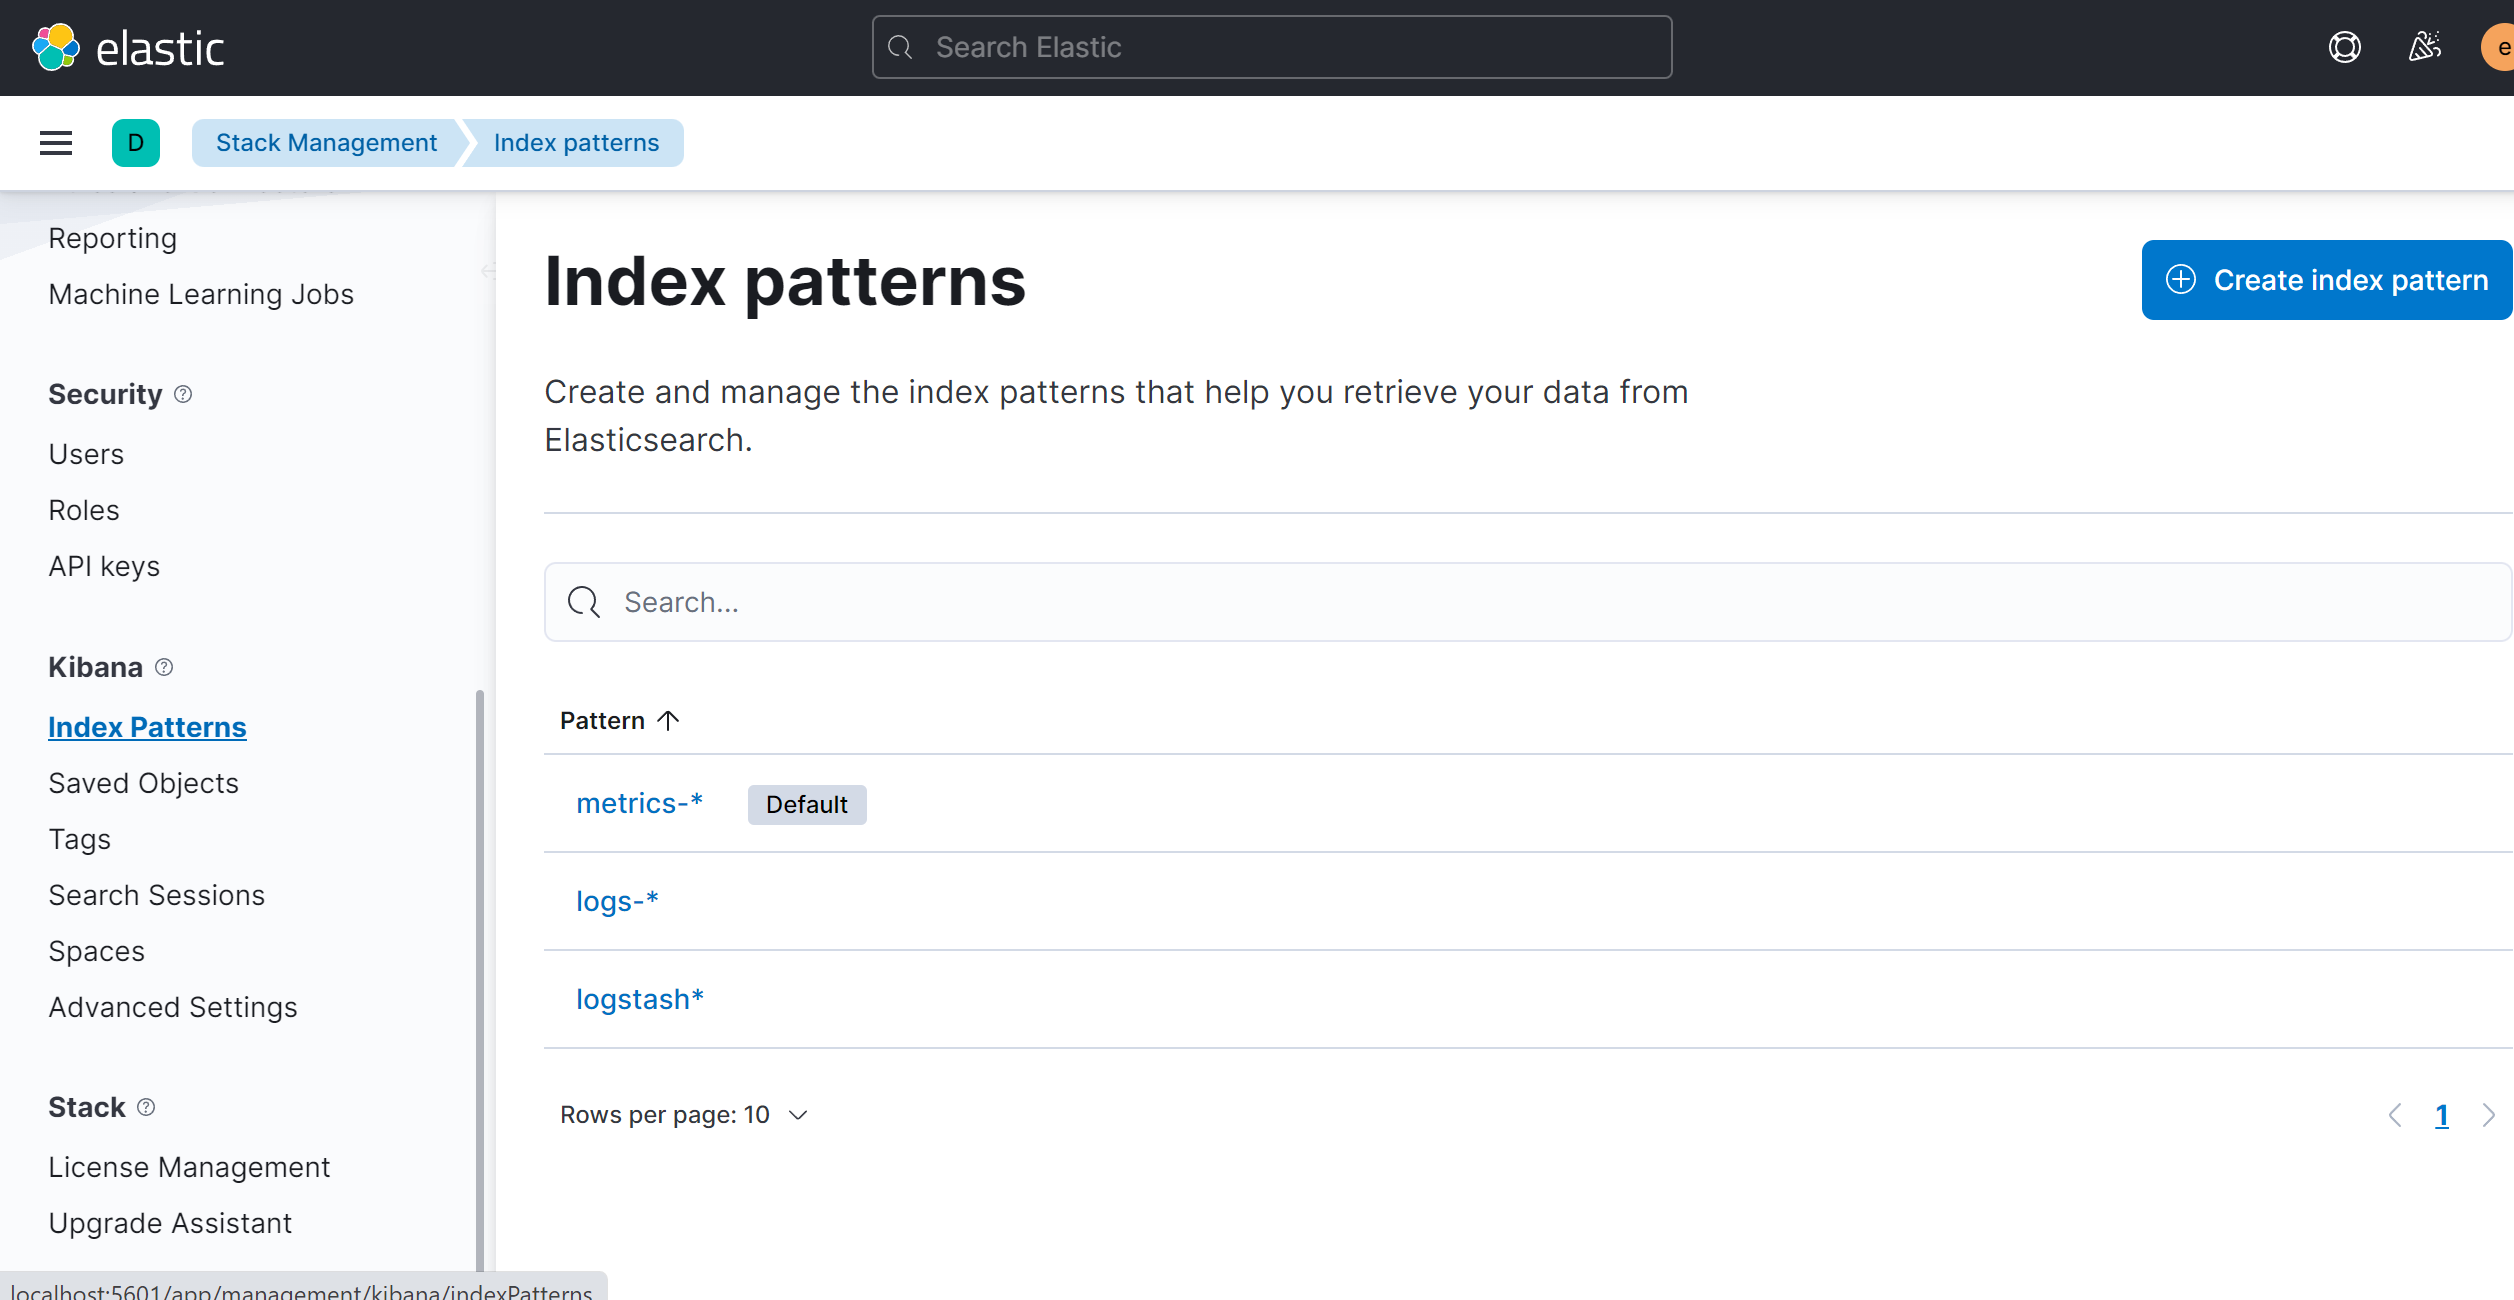 elastic
Search Elastic
e
D
Stack Management
Index patterns
Reporting
Machine Learning Jobs
Security
Users
Roles
API keys
Kibana
Index Patterns
Saved Objects
Tags
Search Sessions
Spaces
Advanced Settings
Stack
License Management
Upgrade Assistant
localhost:5601/app/management/kibana/indexPatterns
Index patterns
Create index pattern
Create and manage the index patterns that help you retrieve your data from
Elasticsearch.
Search...
Pattern
metrics-* Default
logs-*
logstash*
Rows per page: 10
1